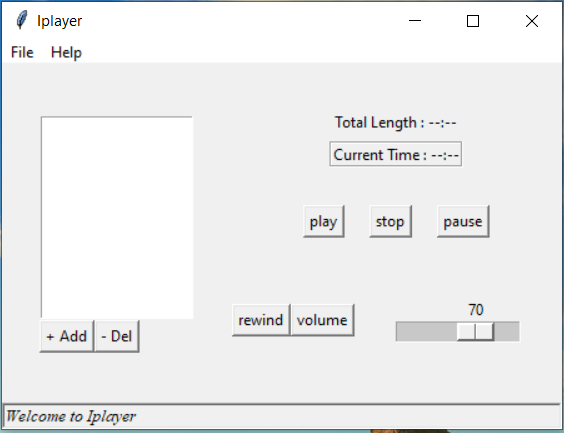 Iplayer
File Help
Total Length : --:--
Current Time : --:--
play stop pause
70
rewind volume
+ Add - Del
Welcome to Iplayer